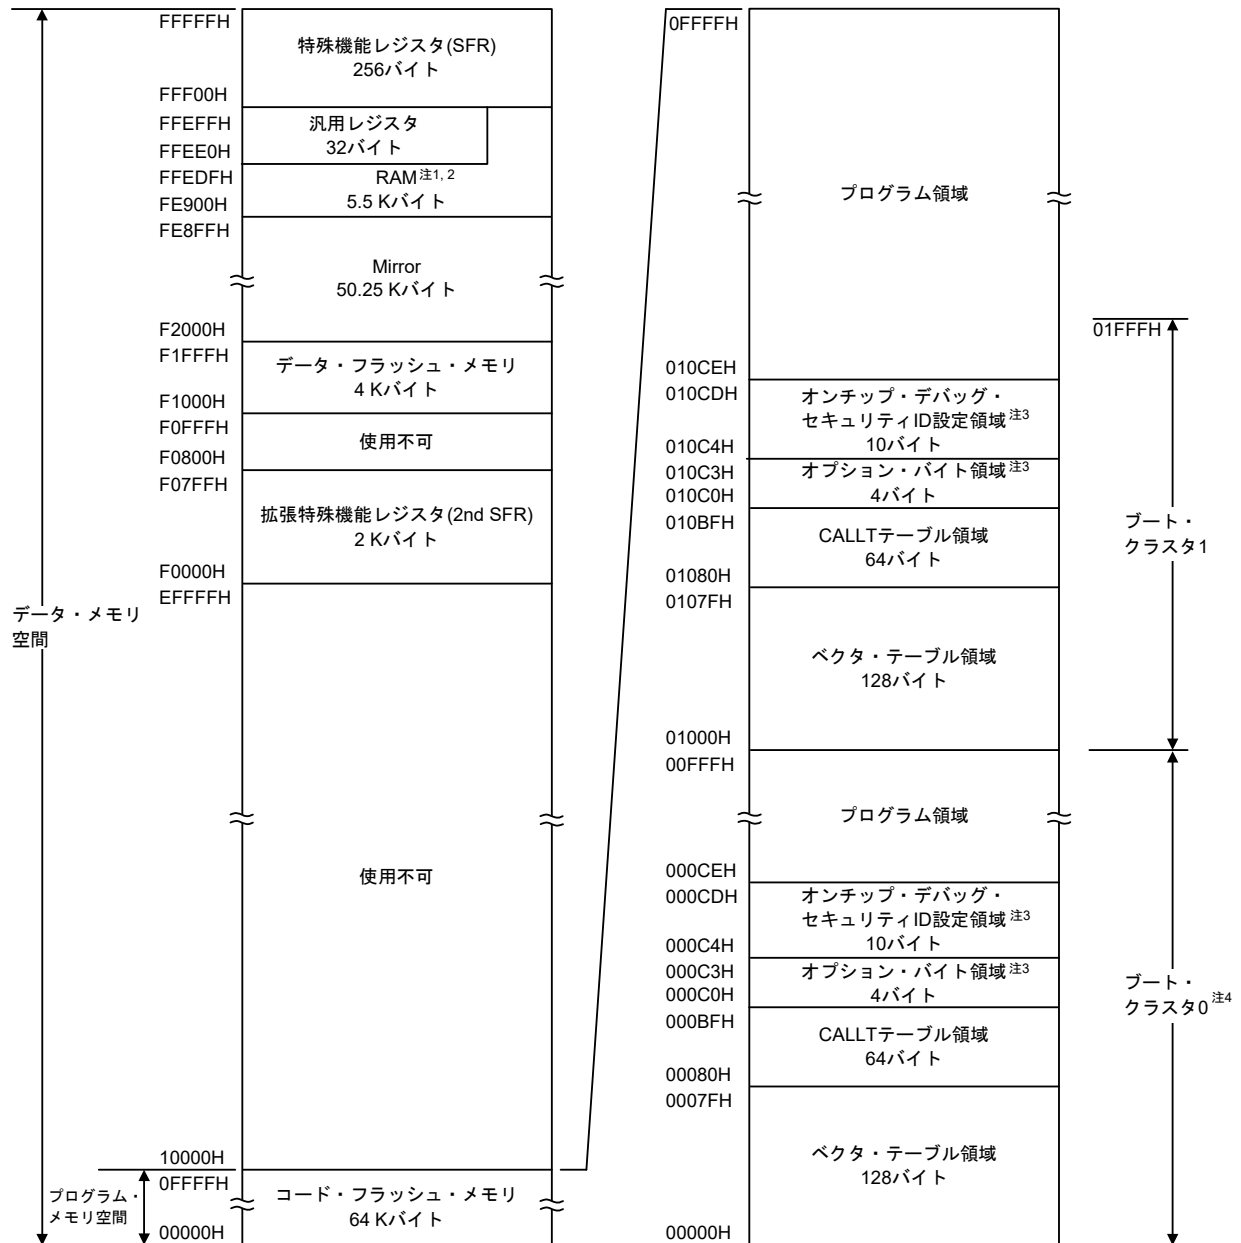 FFFFFH
特殊機能レジスタ(SFR)
256バイト
FFF00H
FFEFFH
汎用レジスタ
32バイト
FFEE0H
FFEDFH
RAM注1, 2
5.5 Kバイト
FE900H
FE8FFH
Mirror
50.25 Kバイト
F2000H
F1FFFH
データ・フラッシュ・メモリ
4 Kバイト
F1000H
F0FFFH
使用不可
F0800H
F07FFH
拡張特殊機能レジスタ(2nd SFR)
2 Kバイト
F0000H
EFFFFH
データ・メモリ
空間
使用不可
10000H
0FFFFH
プログラム・
メモリ空間
コード・フラッシュ・メモリ
64 Kバイト
00000H
0FFFFH
プログラム領域
01FFFH
010CEH
010CDH
オンチップ・デバッグ・
セキュリティID設定領域注3
10バイト
010C4H
010C3H
オプション・バイト領域注3
4バイト
010C0H
010BFH
CALLTテーブル領域
64バイト
01080H
0107FH
ブート・
クラスタ1
ベクタ・テーブル領域
128バイト
01000H
00FFFH
プログラム領域
000CEH
000CDH
オンチップ・デバッグ・
セキュリティID設定領域注3
10バイト
000C4H
000C3H
オプション・バイト領域注3
4バイト
000C0H
000BFH
ブート・
クラスタ0注4
CALLTテーブル領域
64バイト
00080H
0007FH
ベクタ・テーブル領域
128バイト
00000H